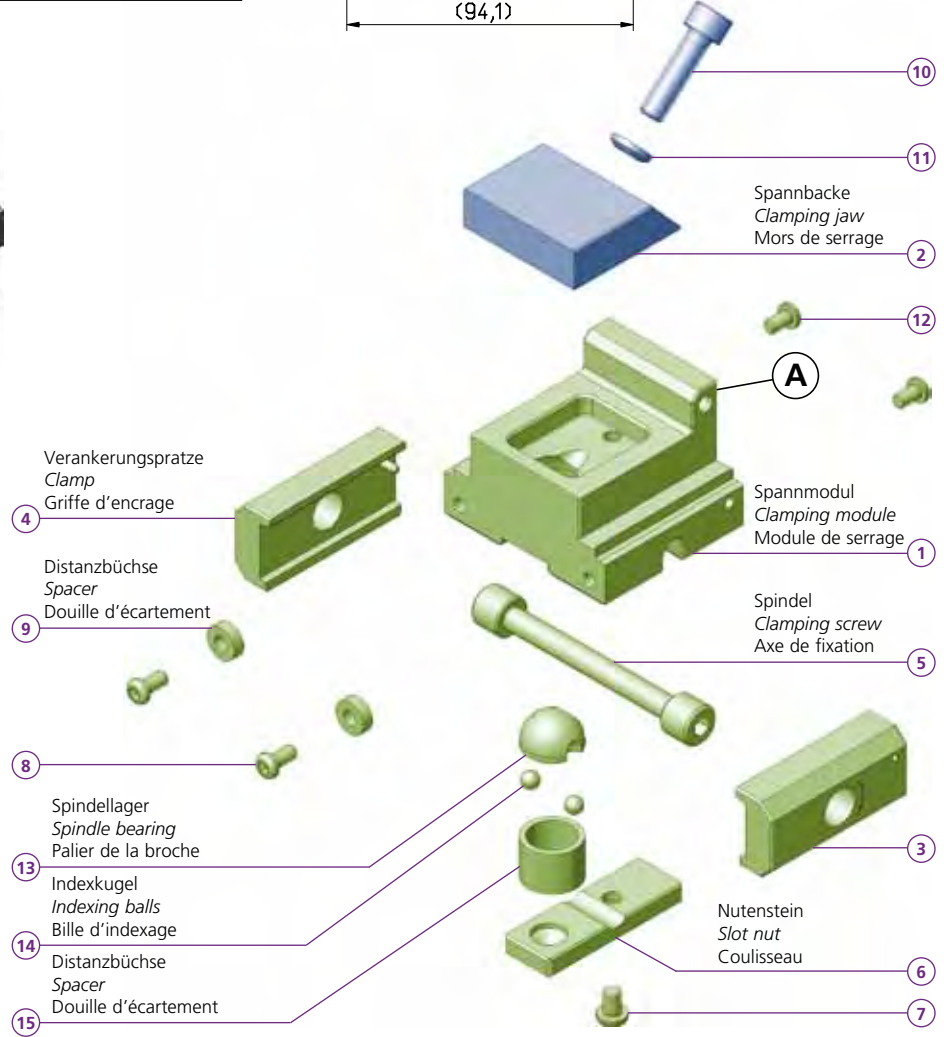 (94,1)
10
11
Spannbacke
Clamping jaw
Mors de serrage
2
12
A
Verankerungspratze
Clamp
Griffe d'encrage
4
Spannmodul
Clamping module
Module de serrage
1
Distanzbüchse
Spacer
Douille d'écartement
9
Spindel
Clamping screw
Axe de fixation
5
8
Spindellager
Spindle bearing
Palier de la broche
13
3
Indexkugel
Indexing balls
Bille d'indexage
14
Nutenstein
Slot nut
Coulisseau
6
Distanzbüchse
Spacer
Douille d'écartement
15
7